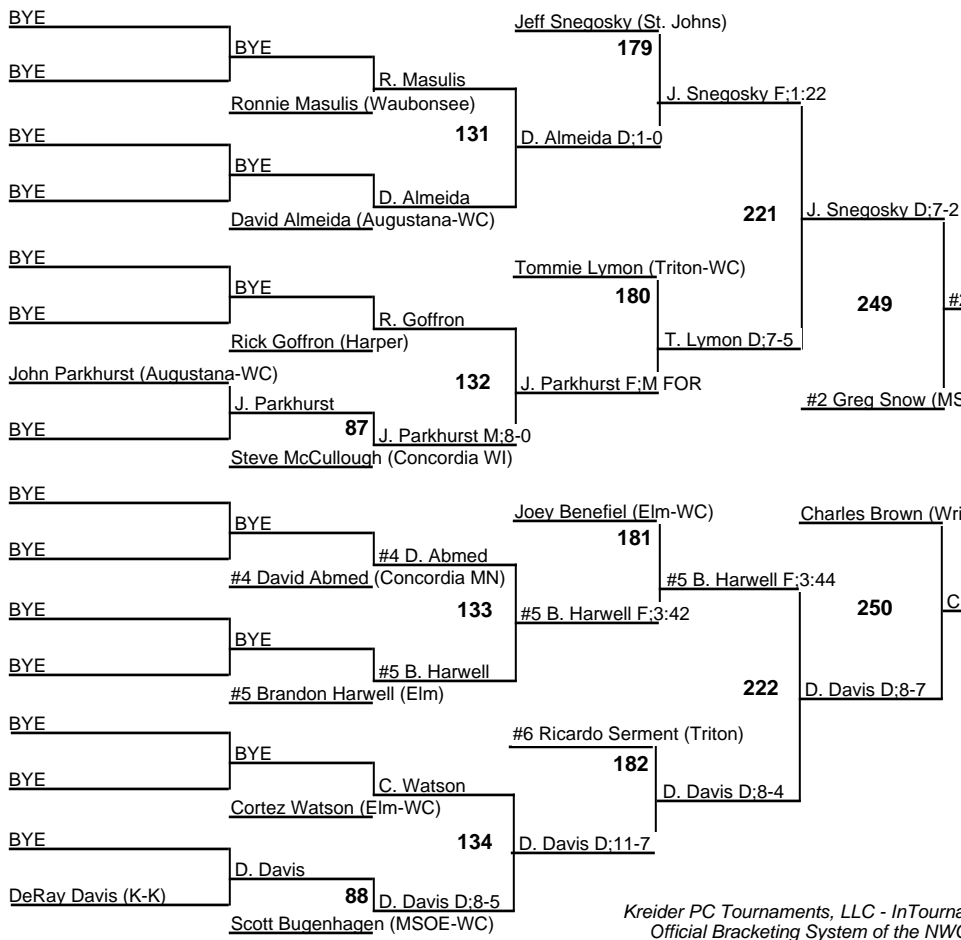 BYE
Jeff Snegosky (St. Johns)
BYE
179
BYE
R. Masulis
J. Snegosky F;1:22
Ronnie Masulis (Waubonsee)
131
BYE
D. Almeida D;1-0
BYE
BYE
D. Almeida
David Almeida (Augustana-WC)
221
J. Snegosky D;7-2
BYE
Tommie Lymon (Triton-WC)
BYE
180
249
#2
BYE
R. Goffron
Rick Goffron (Harper)
T. Lymon D;7-5
John Parkhurst (Augustana-WC)
132
J. Parkhurst F;M FOR
J. Parkhurst
#2 Greg Snow (MS
BYE
87
J. Parkhurst M;8-0
Steve McCullough (Concordia WI)
BYE
Joey Benefiel (Elm-WC)
Charles Brown (Wri
BYE
181
BYE
#4 D. Abmed
#4 David Abmed (Concordia MN)
#5 B. Harwell F;3:44
BYE
133
#5 B. Harwell F;3:42
250
C
BYE
BYE
#5 B. Harwell
#5 Brandon Harwell (Elm)
222
D. Davis D;8-7
BYE
#6 Ricardo Serment (Triton)
BYE
182
BYE
C. Watson
D. Davis D;8-4
Cortez Watson (Elm-WC)
BYE
134
D. Davis D;11-7
D. Davis
DeRay Davis (K-K)
88
D. Davis D;8-5
Scott Bugenhagen (MSOE-WC)
Kreider PC Tournaments, LLC - InTourna
Official Bracketing System of the NWC